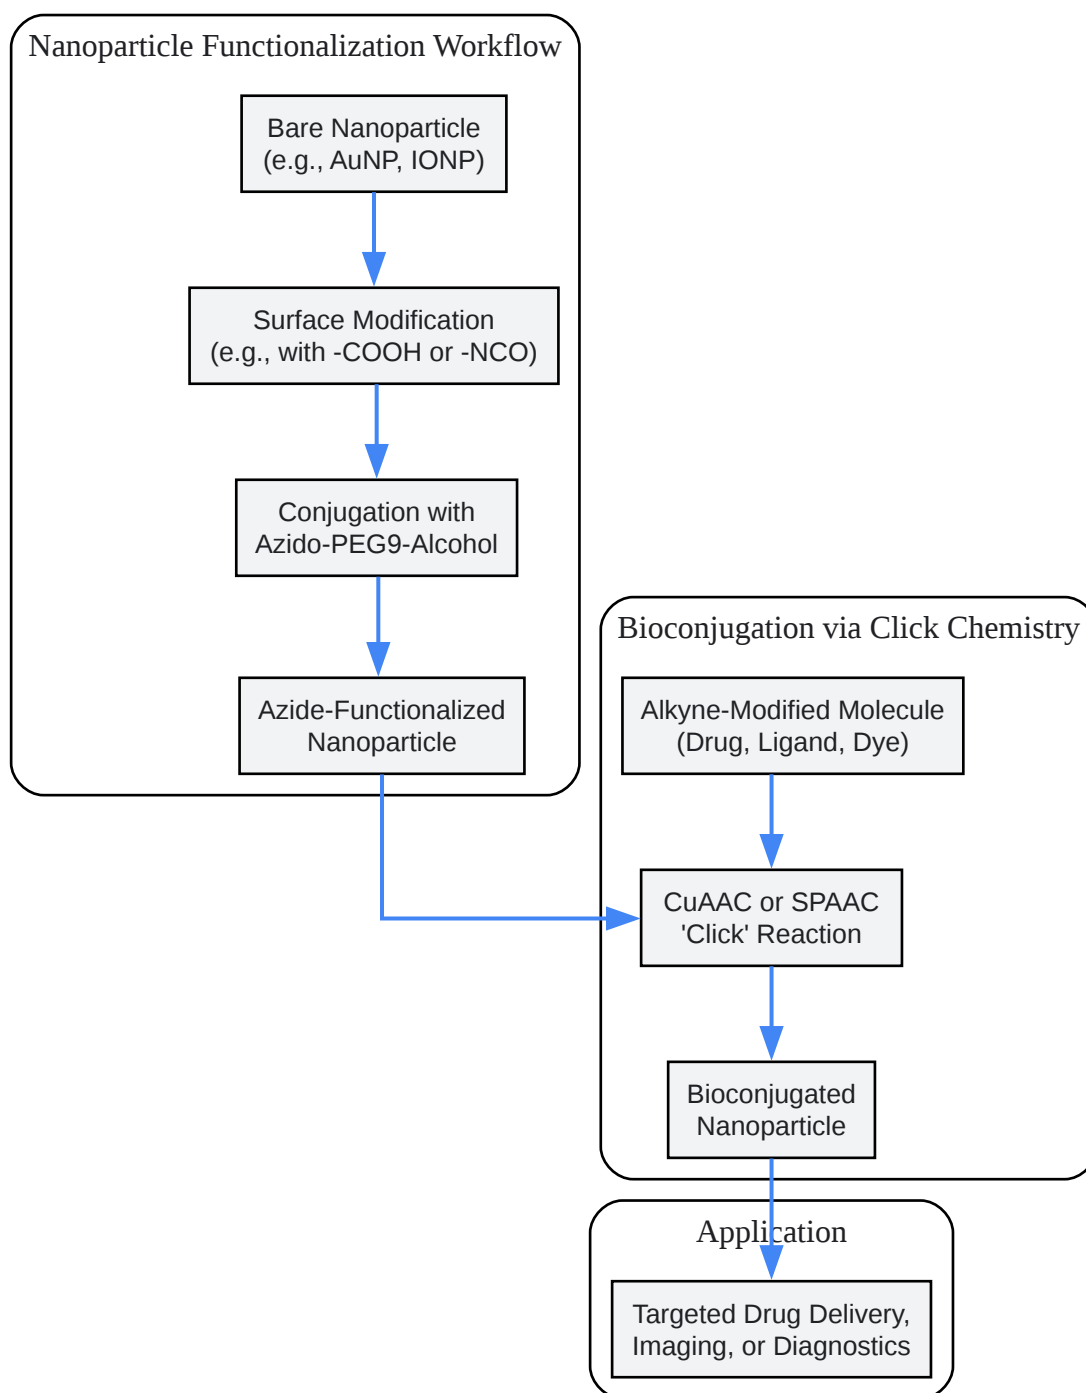 Nanoparticle Functionalization Workflow
Bare Nanoparticle
(e.g., AuNP, IONP)
Surface Modification
(e.g., with -COOH or -NCO)
Conjugation with
Azido-PEG9-Alcohol
Azide-Functionalized
Nanoparticle
Bioconjugation via Click Chemistry
Alkyne-Modified Molecule
(Drug, Ligand, Dye)
CuAAC or SPAAC
'Click' Reaction
Bioconjugated
Nanoparticle
Application
Targeted Drug Delivery,
Imaging, or Diagnostics